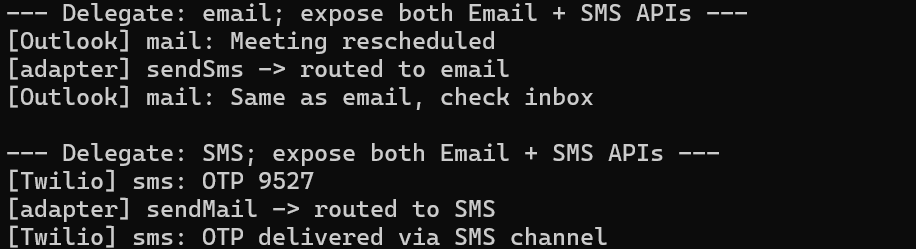 --- Delegate: email; expose both Email + SMS APIs ---
[Outlook] mail: Meeting rescheduled
[adapter] sendSms -> routed to email
[Outlook] mail: Same as email, check inbox
--- Delegate: SMS; expose both Email + SMS APIs ---
[Twilio] sms: OTP 9527
[adapter] sendMail -> routed to SMS
[Twilio] sms: OTP delivered via SMS channel